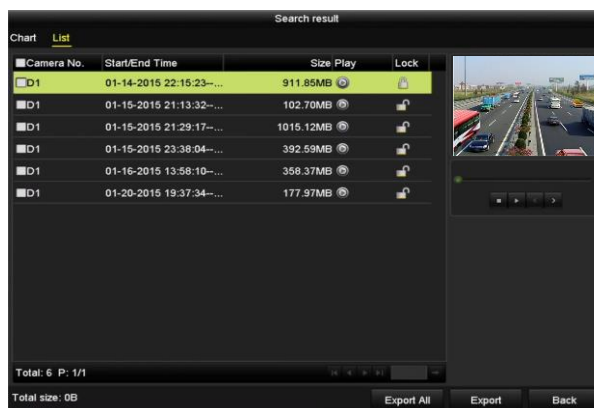 Search result
Chart List
Camera No. Start/End Time Size Play Lock
D1 01-14-2015 22:15:23--... 911.85MB
D1 01-15-2015 21:13:32--... 102.70MB
D1 01-15-2015 21:29:17--... 1015.12MB
D1 01-15-2015 23:38:04--... 392.59MB
D1 01-16-2015 13:58:10--... 358.37MB
D1 01-20-2015 19:37:34--... 177.97MB
Total: 6 P: 1/1
Total size: 0B Export All Export Back